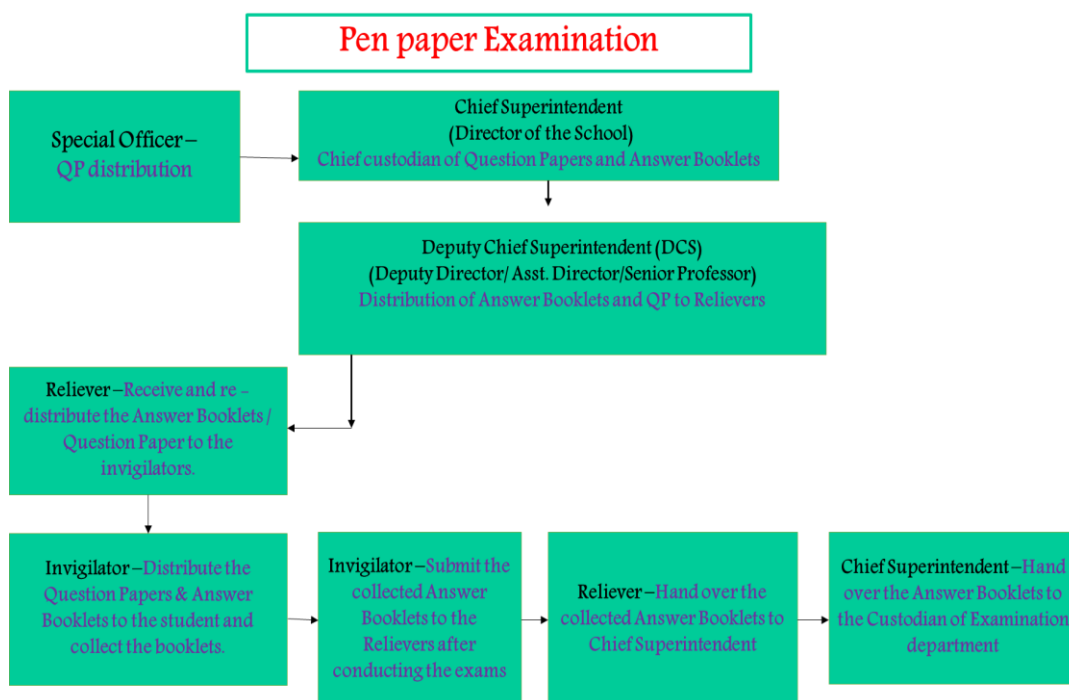 Pen paper Examination
Special Officer –
QP distribution
Chief Superintendent
(Director of the School)
Chief custodian of Question Papers and Answer Booklets
Deputy Chief Superintendent (DCS)
(Deputy Director/ Asst. Director/Senior Professor)
Distribution of Answer Booklets and QP to Relievers
Reliever –Receive and re -
distribute the Answer Booklets /
Question Paper to the
invigilators.
Invigilator –Distribute the
Question Papers & Answer
Booklets to the student and
collect the booklets.
Invigilator –Submit the
collected Answer
Booklets to the
Relievers after
conducting the exams
Reliever –Hand over the
collected Answer Booklets to
Chief Superintendent
Chief Superintendent –Hand
over the Answer Booklets to
the Custodian of Examination
department